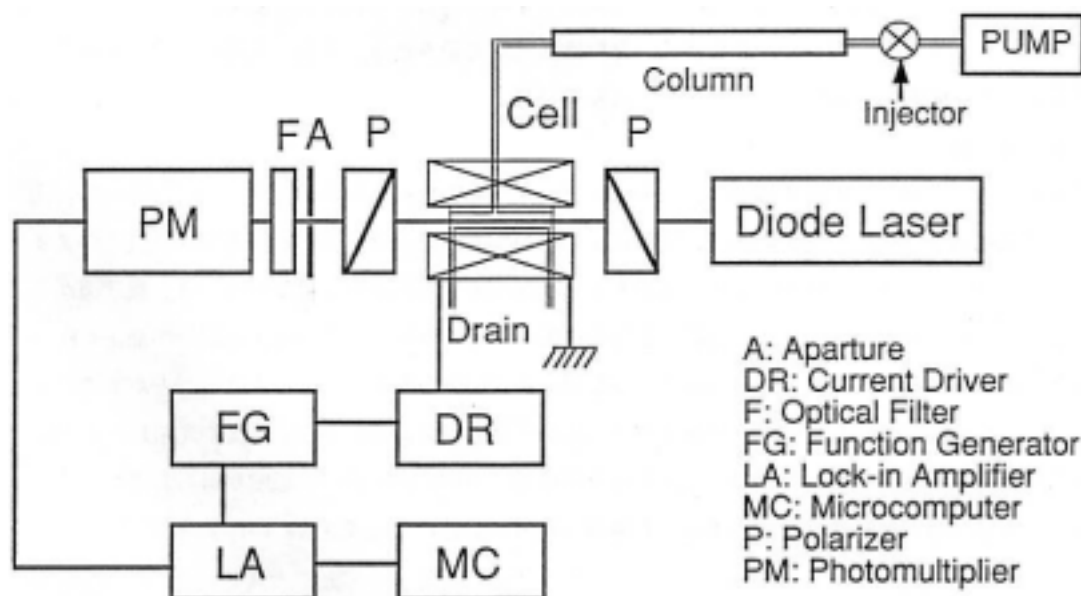 PUMP
Column
Injector
Cell
F A P
P
PM
Diode Laser
Drain
FG
DR
LA
MC
A: Aparture
DR: Current Driver
F: Optical Filter
FG: Function Generator
LA: Lock-in Amplifier
MC: Microcomputer
P: Polarizer
PM: Photomultiplier